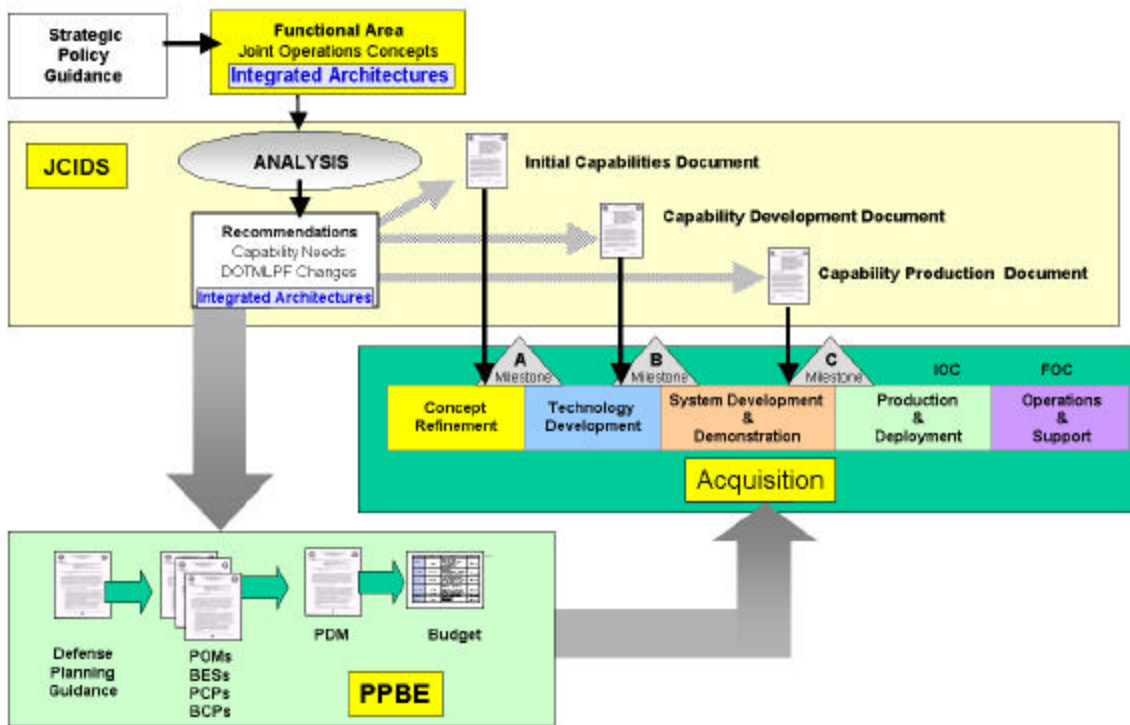 Strategic
Policy
Guidance
Functional Area
Joint Operations Concepts
Integrated Architectures
JCIDS
ANALYSIS
Initial Capabilities Document
Recommendations
Capability Needs
DOTMLPF Changes
Integrated Architectures
Capability Development Document
Capability Production Document
A
Milestone
B
Milestone
C
Milestone
IOC
FOC
Concept
Refinement
Technology
Development
System Development
&
Demonstration
Production
&
Deployment
Operations
&
Support
Acquisition
Defense
Planning
Guidance
POMs
BESs
PCPs
BCPs
PDM
Budget
PPBE